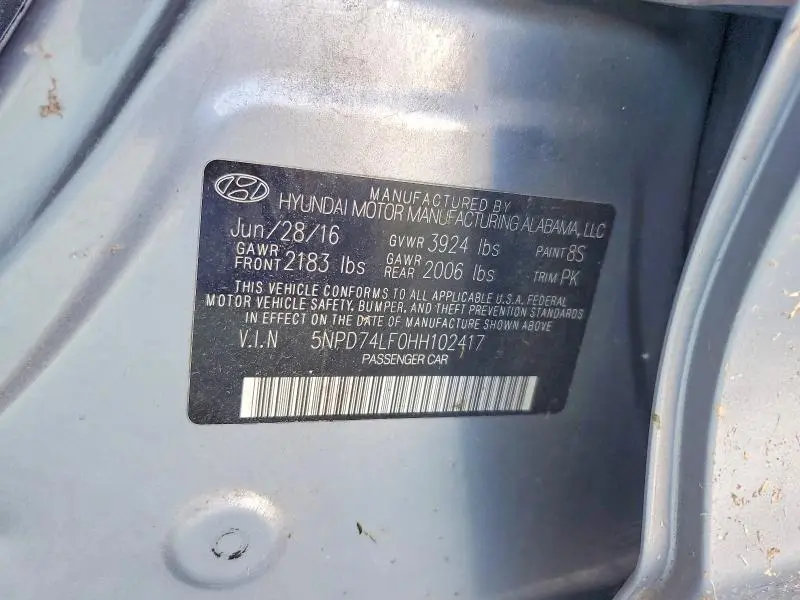 MANUFACTURED BY
HYUNDAI MOTOR MANUFACTURING ALABAMA, LLC
Jun/28/16 GVWR 3924 lbs PAINT 8S
GAWR FRONT 2183 lbs GAWR REAR 2006 lbs TRIM PK
THIS VEHICLE CONFORMS TO ALL APPLICABLE U.S.A. FEDERAL
MOTOR VEHICLE SAFETY, BUMPER, AND THEFT PREVENTION STANDARDS
IN EFFECT ON THE DATE OF MANUFACTURE SHOWN ABOVE
V.I.N 5NPD74LF0HH102417
PASSENGER CAR